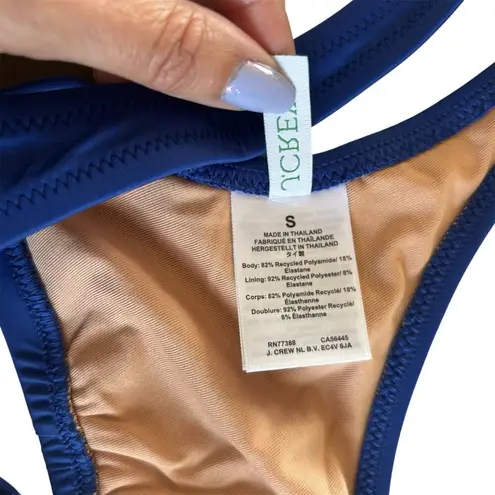 J.CREW
S
MADE IN THAILAND
FABRIQUÉ EN THAÏLANDE
HERGESTELLT IN THAILAND
タイ製
Body: 82% Recycled Polyamide/ 18%
Elastane
Lining: 92% Recycled Polyester/ 8%
Elastane
Corps: 82% Polyamide Recyclé/ 18%
Élasthanne
Doublure: 92% Polyester Recyclé/
8% Élasthanne
RN77388 CA56445
J. CREW NL B.V. EC4V 6JA